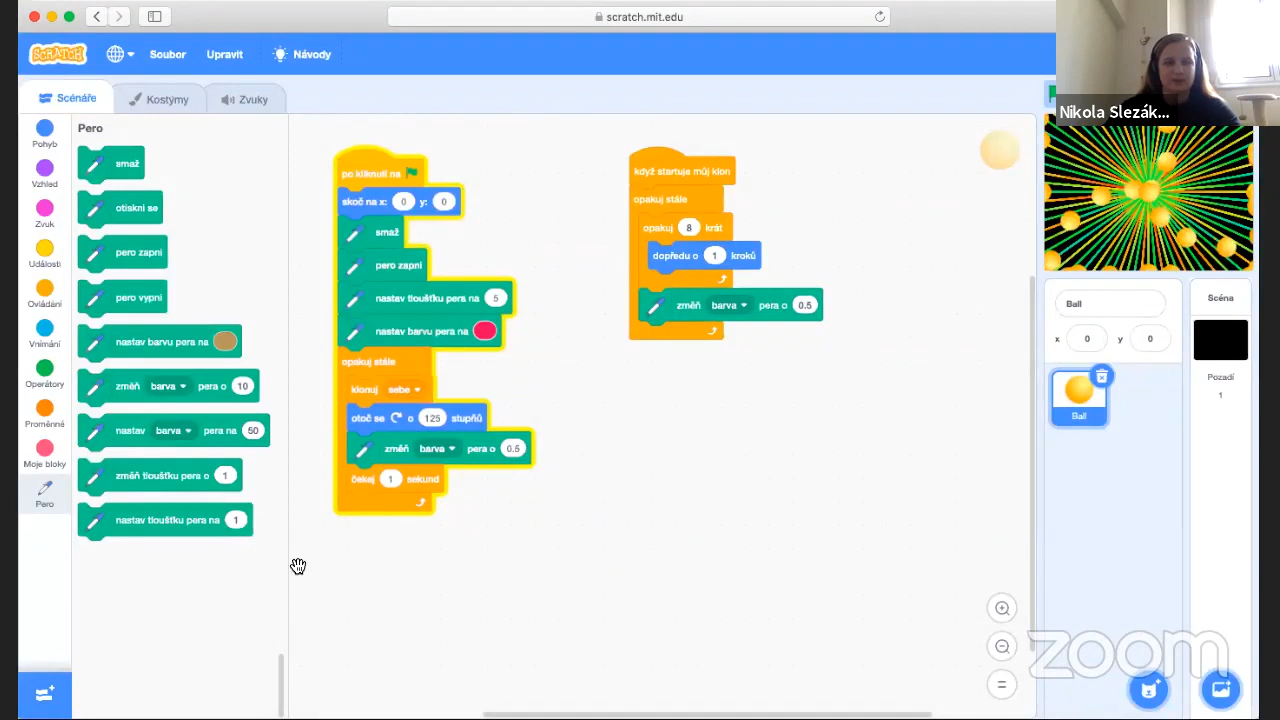 scratch.mit.edu
SCRATCH
Soubor
Upravit
Návody
Nikola Slezák...
Scénáře
Kostýmy
Zvuky
Pohyb
Vzhled
Zvuk
Události
Ovládání
Vnímání
Operátory
Proměnné
Moje bloky
Pero
Pero
smaž
otiskni se
pero zapni
pero vypni
nastav barvu pera na
změň barva pera o 10
nastav barva pera na 50
změň tloušťku pera o 1
nastav tloušťku pera na 1
po kliknutí na
skoč na x: 0 y: 0
smaž
pero zapni
nastav tloušťku pera na 5
nastav barvu pera na
opakuj stále
klonuj sebe
otoč se o 125 stupňů
změň barva pera o 0.5
čekej 1 sekund
když startuje můj klon
opakuj stále
opakuj 8 krát
dopředu o 1 kroků
změň barva pera o 0.5
Ball
x 0 y 0
Ball
Scéna
Pozadí
1
zoom